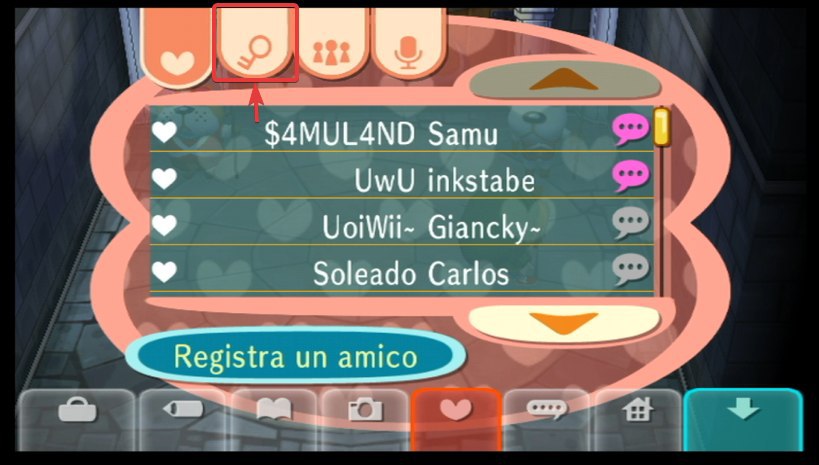 $4MUL4ND Samu
UwU inkstabe
UoiWii~ Giancky~
Soleado Carlos
Registra un amico